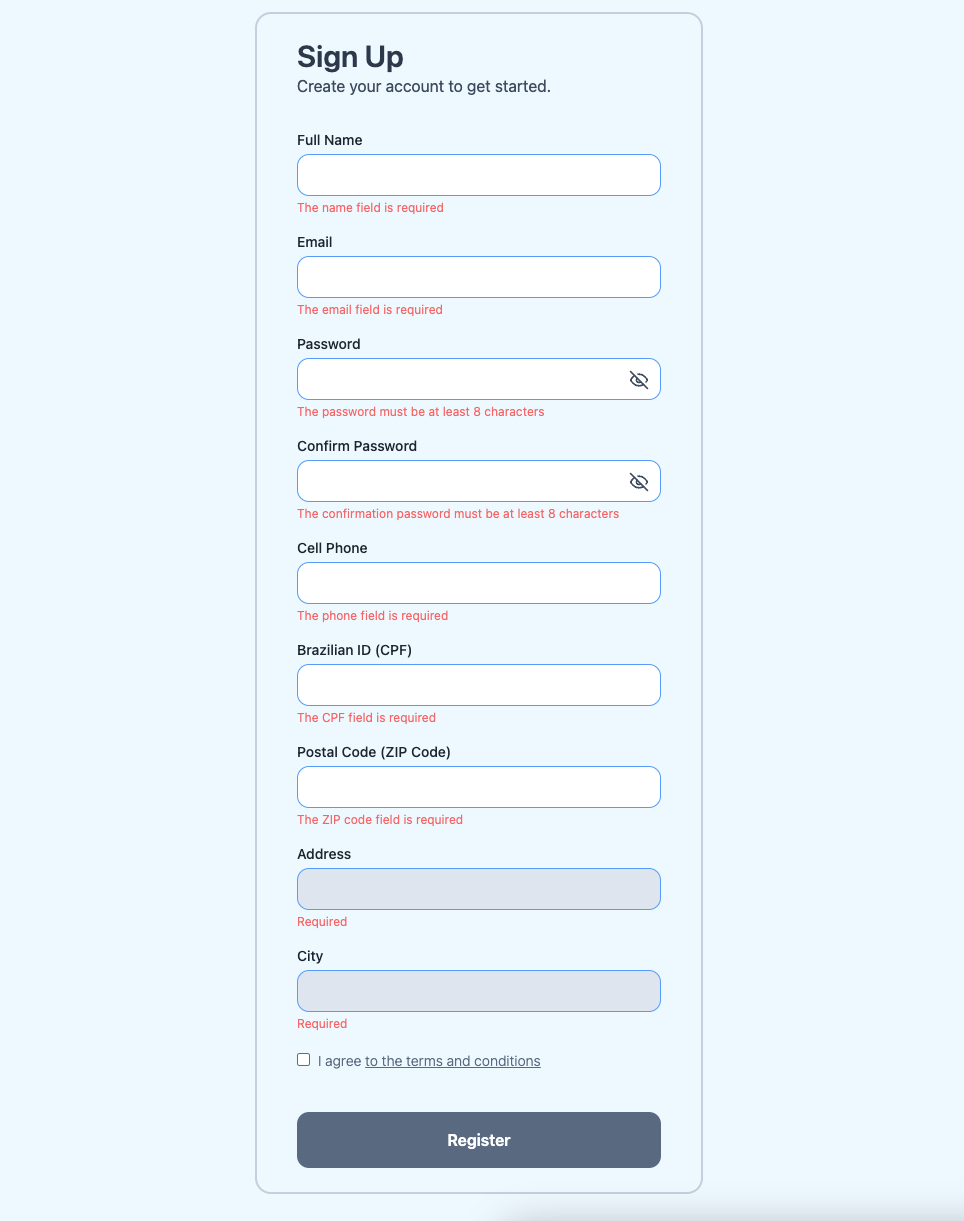 Sign Up
Create your account to get started.
Full Name
The name field is required
Email
The email field is required
Password
The password must be at least 8 characters
Confirm Password
The confirmation password must be at least 8 characters
Cell Phone
The phone field is required
Brazilian ID (CPF)
The CPF field is required
Postal Code (ZIP Code)
The ZIP code field is required
Address
Required
City
Required
I agree to the terms and conditions
Register